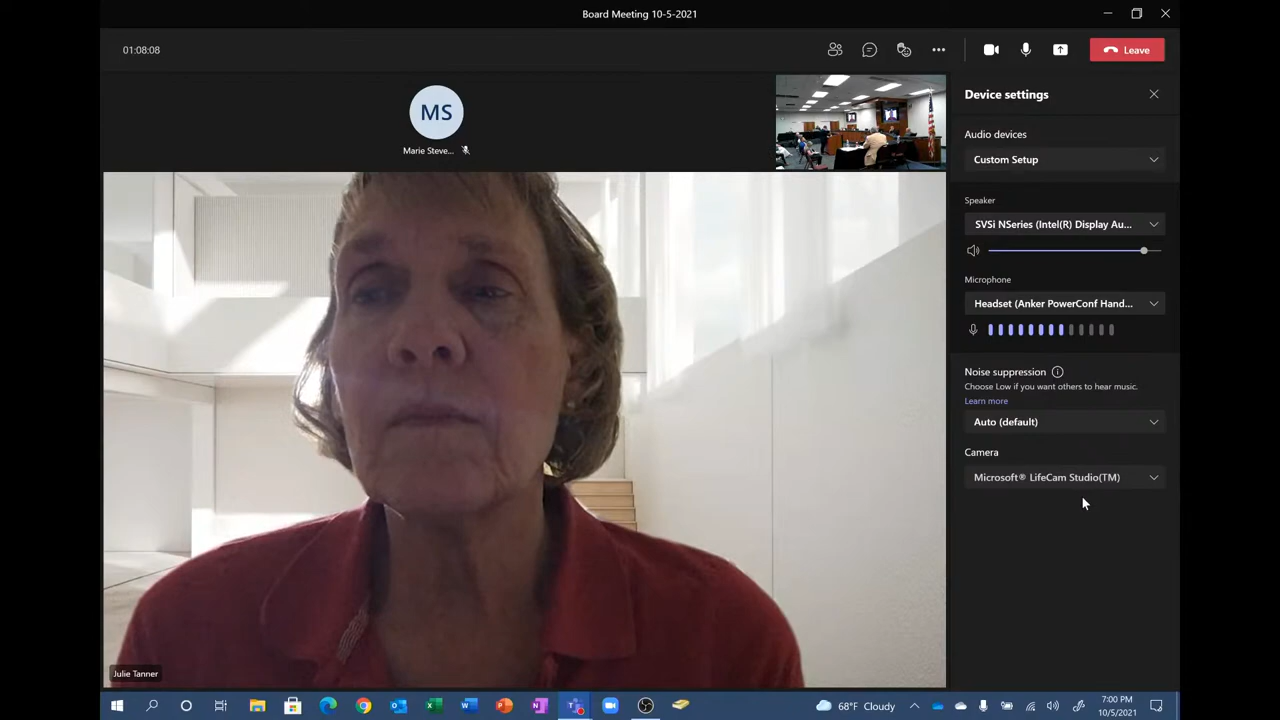 Board Meeting 10-5-2021
01:08:08
Leave
MS
Marie Steve...
Device settings
Audio devices
Custom Setup
Speaker
SVSi NSeries (Intel(R) Display Au...
Microphone
Headset (Anker PowerConf Hand...
Noise suppression
Choose Low if you want others to hear music.
Learn more
Auto (default)
Camera
Microsoft® LifeCam Studio(TM)
Julie Tanner
68°F Cloudy
7:00 PM
10/5/2021